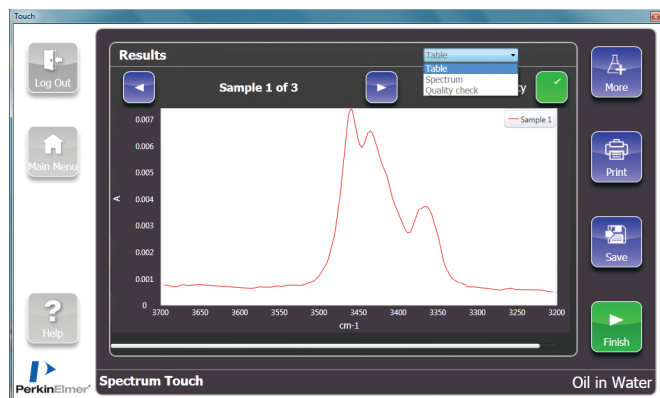 Touch
Log Out
Main Menu
Help
PerkinElmer
Results
Table
Table
Spectrum
Quality check
Sample 1 of 3
Sample 1
0.007
0.006
0.005
0.004
0.003
0.002
0.001
0
A
3700 3650 3600 3550 3500 3450 3400 3350 3300 3250 3200
cm-1
More
Print
Save
Finish
Spectrum Touch
Oil in Water